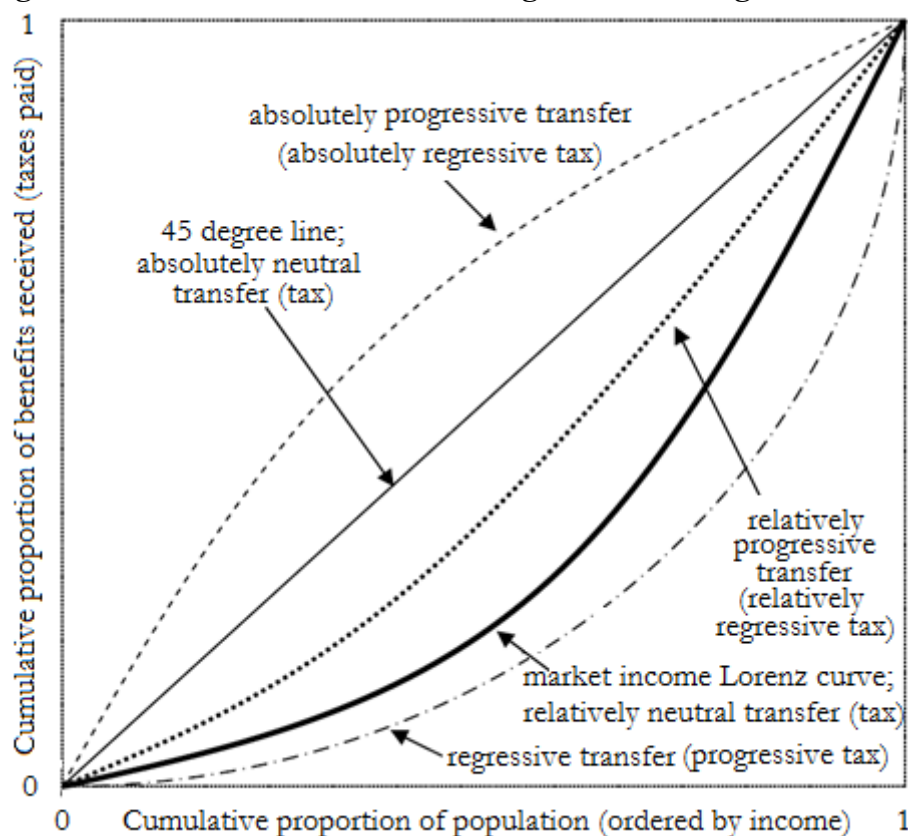 1
absolutely progressive transfer
(absolutely regressive tax)
45 degree line;
absolutely neutral
transfer (tax)
relatively
progressive
transfer
(relatively
regressive tax)
market income Lorenz curve;
relatively neutral transfer (tax)
regressive transfer (progressive tax)
Cumulative proportion of benefits received (taxes paid)
0
0
Cumulative proportion of population (ordered by income)
1